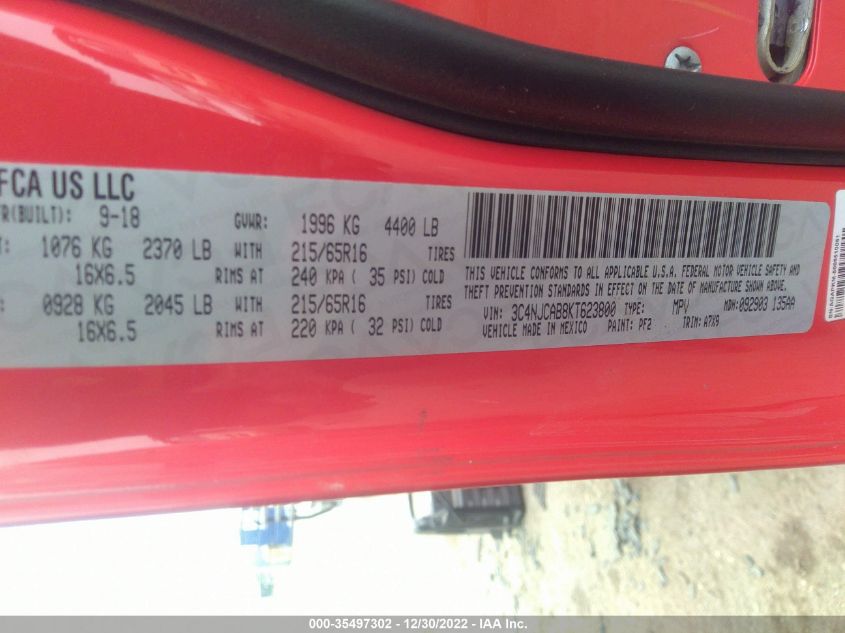 FCA US LLC
R(BUILT): 9-18 GVWR: 1996 KG 4400 LB
T: 1076 KG 2370 LB WITH 215/65R16 TIRES
16X6.5 RIMS AT 240 KPA ( 35 PSI) COLD
: 0928 KG 2045 LB WITH 215/65R16 TIRES
16X6.5 RIMS AT 220 KPA ( 32 PSI) COLD
THIS VEHICLE CONFORMS TO ALL APPLICABLE U.S.A. FEDERAL MOTOR VEHICLE SAFETY AND
THEFT PREVENTION STANDARDS IN EFFECT ON THE DATE OF MANUFACTURE SHOWN ABOVE.
VIN: 3C4NJCAB8KT623800 TYPE: MPV MDH: 092903 135AA
VEHICLE MADE IN MEXICO PAINT: PF2 TRIM: A7X9
000-35497302 - 12/30/2022 - IAA Inc.